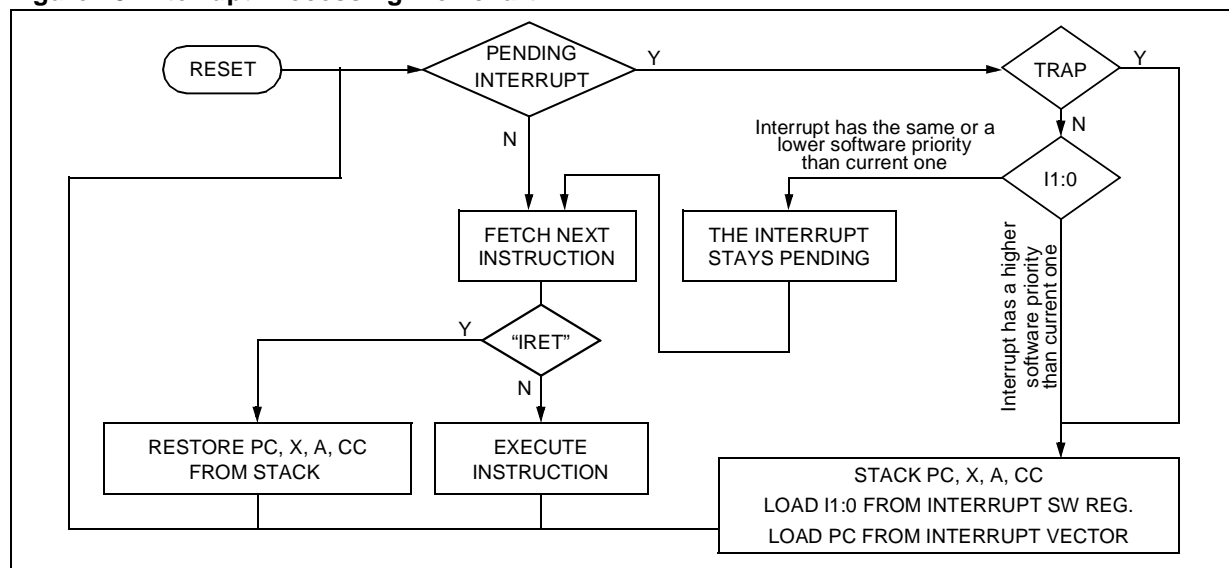 RESET
PENDING
INTERRUPT
Y
TRAP
Y
N
N
Interrupt has the same or a
lower software priority
than current one
I1:0
FETCH NEXT
INSTRUCTION
THE INTERRUPT
STAYS PENDING
Interrupt has a higher
software priority
than current one
Y
“IRET”
N
RESTORE PC, X, A, CC
FROM STACK
EXECUTE
INSTRUCTION
STACK PC, X, A, CC
LOAD I1:0 FROM INTERRUPT SW REG.
LOAD PC FROM INTERRUPT VECTOR